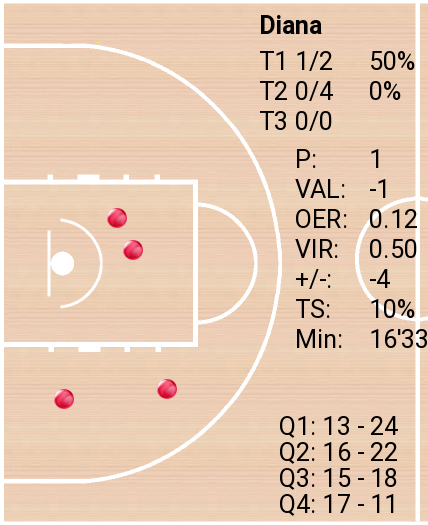 Diana
T1 1/2 50%
T2 0/4 0%
T3 0/0
P: 1
VAL: -1
OER: 0.12
VIR: 0.50
+/-: -4
TS: 10%
Min: 16'33
Q1: 13 - 24
Q2: 16 - 22
Q3: 15 - 18
Q4: 17 - 11